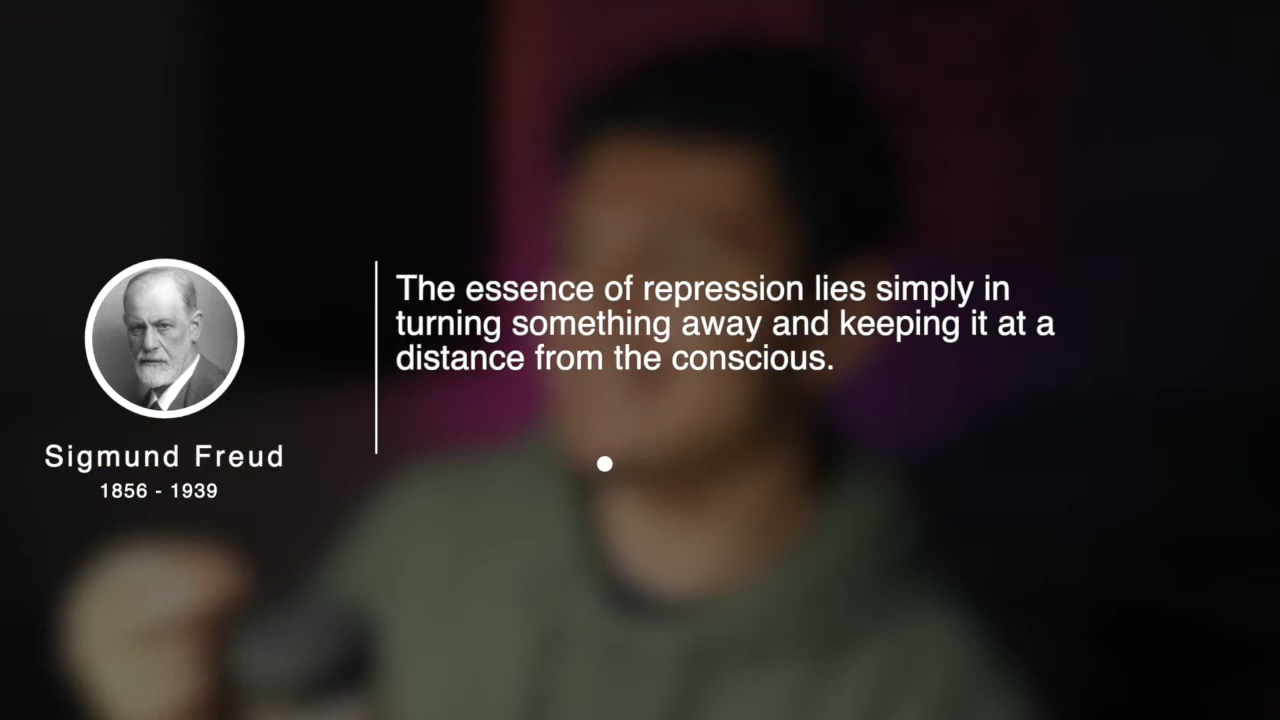 The essence of repression lies simply in
turning something away and keeping it at a
distance from the conscious.
Sigmund Freud
1856 - 1939